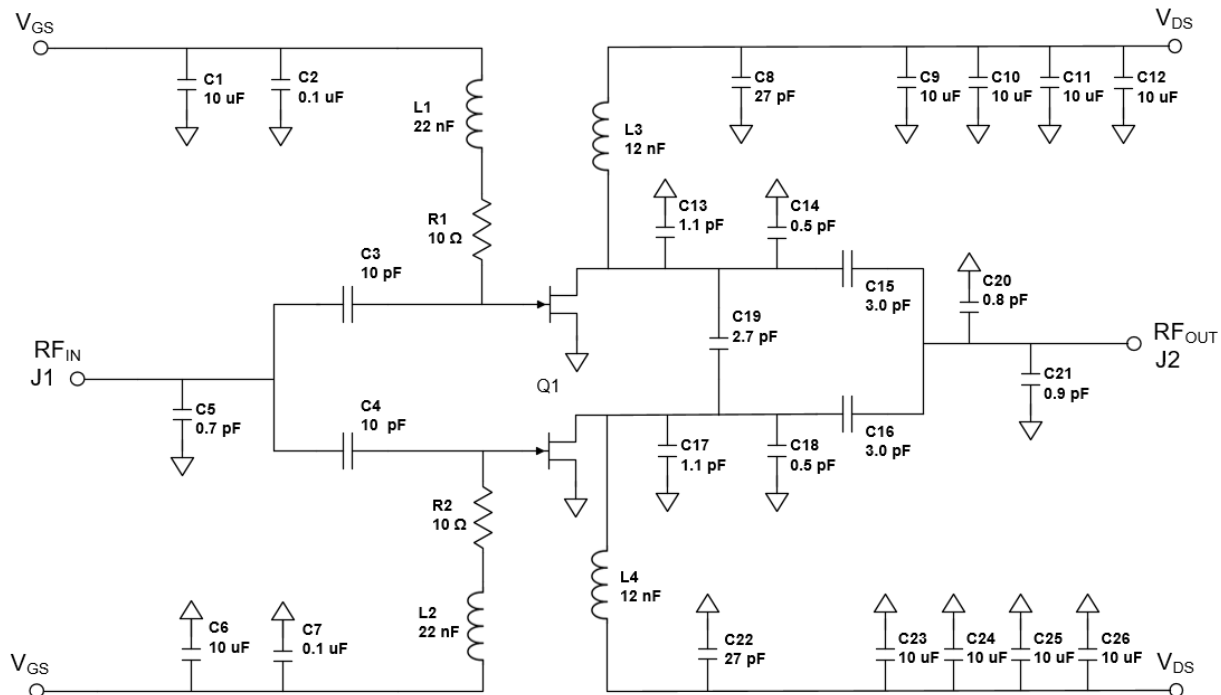 VGS
VDS
C1
10 uF
C2
0.1 uF
L1
22 nF
R1
10 Ω
L3
12 nF
C8
27 pF
C9
10 uF
C10
10 uF
C11
10 uF
C12
10 uF
C13
1.1 pF
C14
0.5 pF
C3
10 pF
C15
3.0 pF
C20
0.8 pF
C19
2.7 pF
RFIN
J1
RFOUT
J2
Q1
C5
0.7 pF
C4
10 pF
C21
0.9 pF
C17
1.1 pF
C18
0.5 pF
C16
3.0 pF
R2
10 Ω
L4
12 nF
L2
22 nF
C6
10 uF
C7
0.1 uF
C22
27 pF
C23
10 uF
C24
10 uF
C25
10 uF
C26
10 uF
VGS
VDS